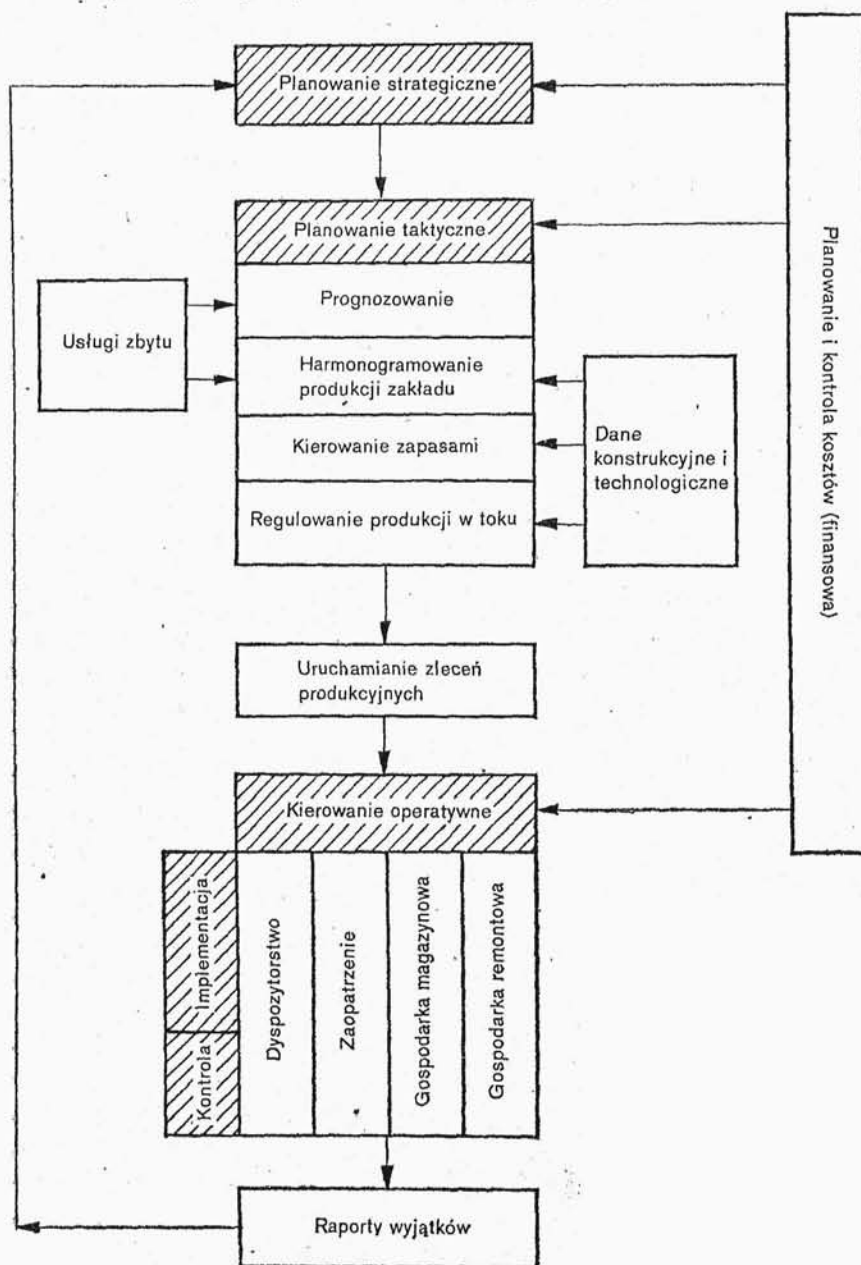 Planowanie strategiczne
Planowanie taktyczne
Prognozowanie
Usługi zbytu
Harmonogramowanie
produkcji zakładu
Kierowanie zapasami
Regulowanie produkcji w toku
Dane
konstrukcyjne i
technologiczne
Planowanie i kontrola kosztów (finansowa)
Uruchamianie zleceń
produkcyjnych
Kierowanie operatywne
Implementacja
Kontrola
Dyspozytorstwo
Zaopatrzenie
Gospodarka magazynowa
Gospodarka remontowa
Raporty wyjątków